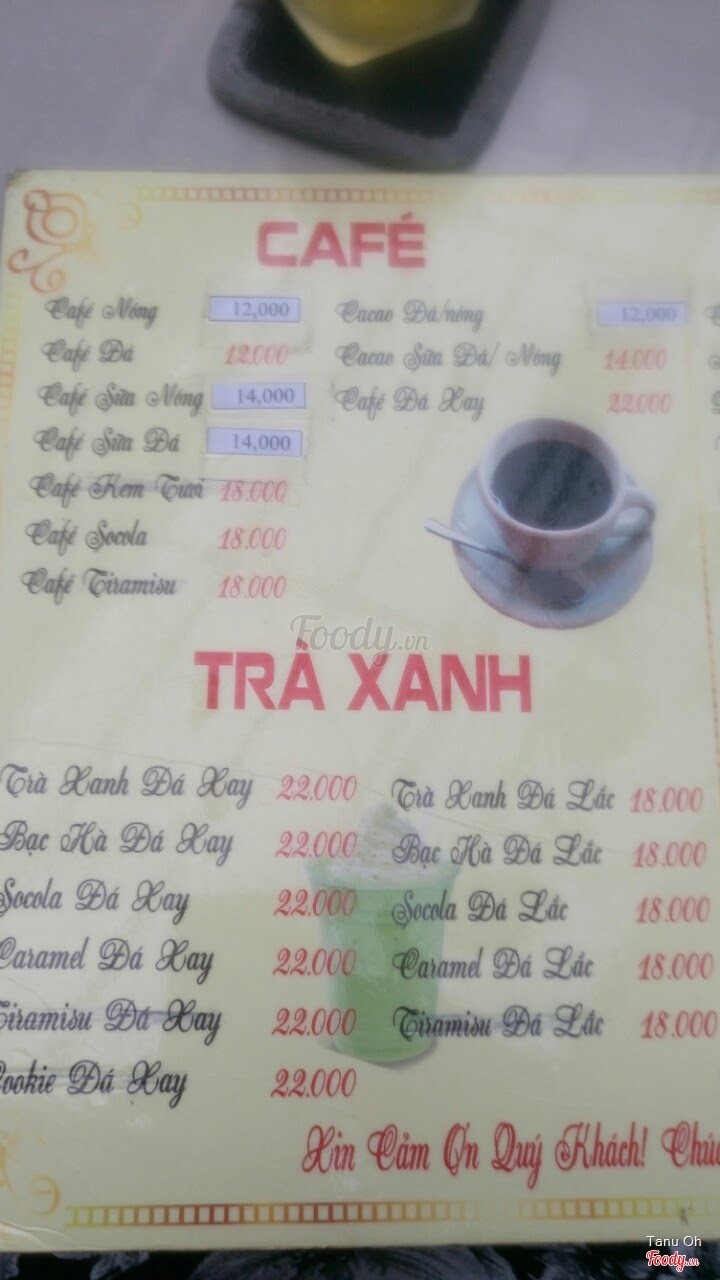 CAFÉ
Café Nóng 12,000
Café Đá 12.000
Café Sữa Nóng 14,000
Café Sữa Đá 14,000
Café Kem Tươi 18.000
Café Socola 18.000
Café Tiramisu 18.000
Cacao Đá/nóng 12,000
Cacao Sữa Đá/ Nóng 14.000
Café Đá Xay 22.000
Foody.vn
TRÀ XANH
Trà Xanh Đá Xay 22.000
Bạc Hà Đá Xay 22.000
Socola Đá Xay 22.000
Caramel Đá Xay 22.000
Tiramisu Đá Xay 22.000
Cookie Đá Xay 22.000
Trà Xanh Đá Lắc 18.000
Bạc Hà Đá Lắc 18.000
Socola Đá Lắc 18.000
Caramel Đá Lắc 18.000
Tiramisu Đá Lắc 18.000
Xin Cảm Ơn Quý Khách! Chúc
Tanu Oh
Foody.vn